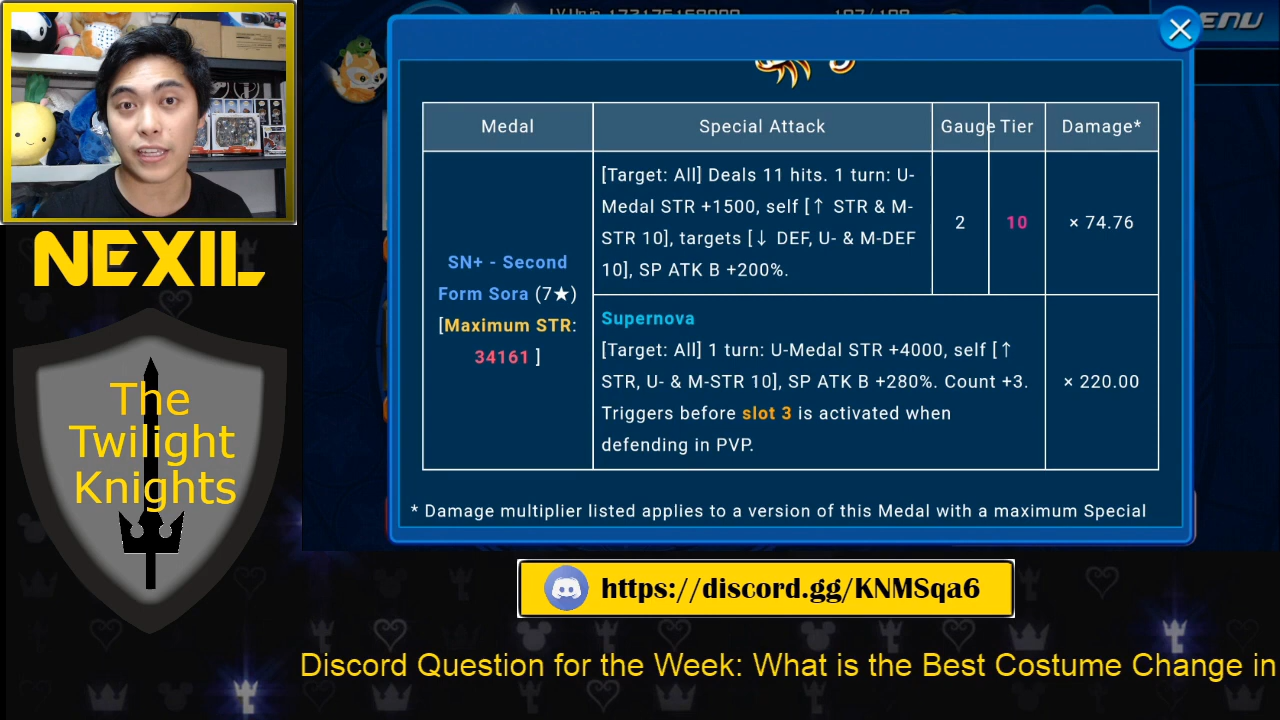 MENU
NEXIL
The
Twilight
Knights
Medal
Special Attack
Gauge
Tier
Damage*
SN+ - Second
Form Sora (7★)
[Maximum STR:
34161 ]
[Target: All] Deals 11 hits. 1 turn: U-
Medal STR +1500, self [↑ STR & M-
STR 10], targets [↓ DEF, U- & M-DEF
10], SP ATK B +200%.
2
10
× 74.76
Supernova
[Target: All] 1 turn: U-Medal STR +4000, self [↑
STR, U- & M-STR 10], SP ATK B +280%. Count +3.
Triggers before slot 3 is activated when
defending in PVP.
× 220.00
* Damage multiplier listed applies to a version of this Medal with a maximum Special
https://discord.gg/KNMSqa6
Discord Question for the Week: What is the Best Costume Change in